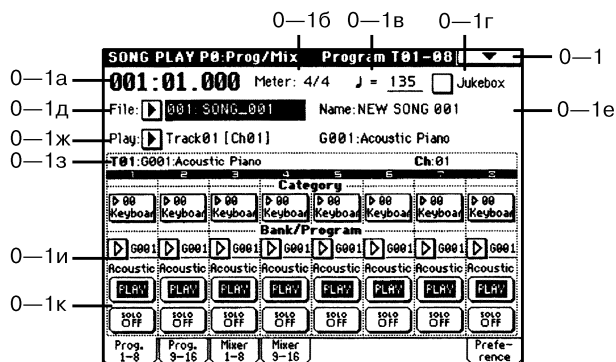 0—1б 0—1в 0—1г
SONG PLAY P0:Prog/Mix Program T01-08 0—1
0—1а 001:01.000 Meter: 4/4 ♩ = 135 Jukebox
0—1д File: 001: SONG_001 Name: NEW SONG 001 0—1е
0—1ж Play: Track01 [Ch01] G001:Acoustic Piano
0—1з T01:G001:Acoustic Piano Ch:01
1 2 3 4 5 6 7 8
Category
00 00 00 00 00 00 00 00
Keyboar Keyboar Keyboar Keyboar Keyboar Keyboar Keyboar Keyboar
Bank/Program
0—1и G001 G001 G001 G001 G001 G001 G001 G001
Acoustic Acoustic Acoustic Acoustic Acoustic Acoustic Acoustic Acoustic
PLAY PLAY PLAY PLAY PLAY PLAY PLAY PLAY
0—1к SOLO SOLO SOLO SOLO SOLO SOLO SOLO SOLO
OFF OFF OFF OFF OFF OFF OFF OFF
Prog. Prog. Mixer Mixer Prefe-
1-8 9-16 1-8 9-16 rence